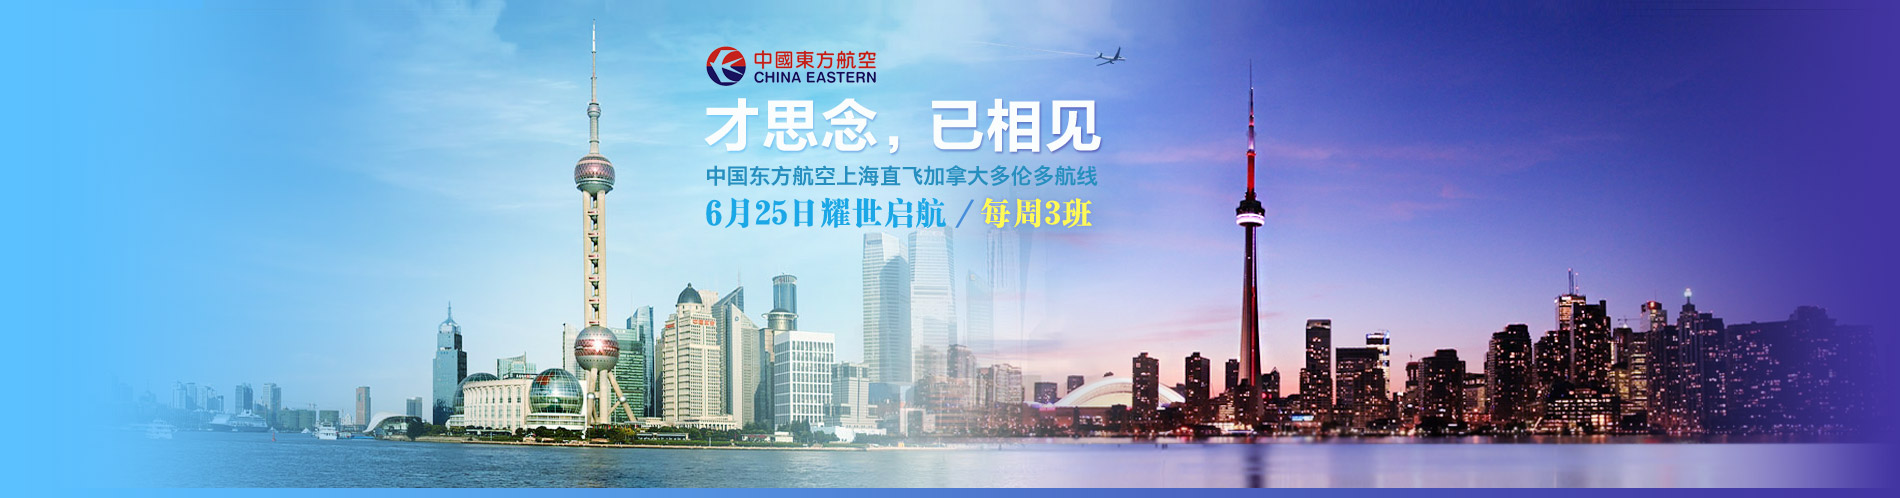 中國東方航空
CHINA EASTERN
才思念，已相见
中国东方航空上海直飞加拿大多伦多航线
6月25日耀世启航 / 每周3班